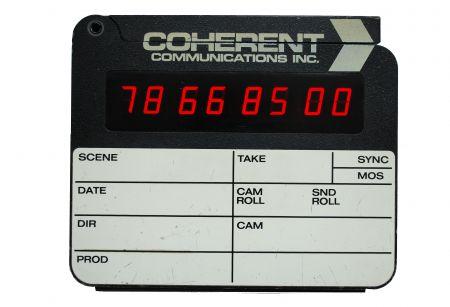 COHERENT
COMMUNICATIONS INC.
78 66 85 00
SCENE TAKE SYNC
MOS
DATE CAM ROLL SND ROLL
DIR CAM
PROD